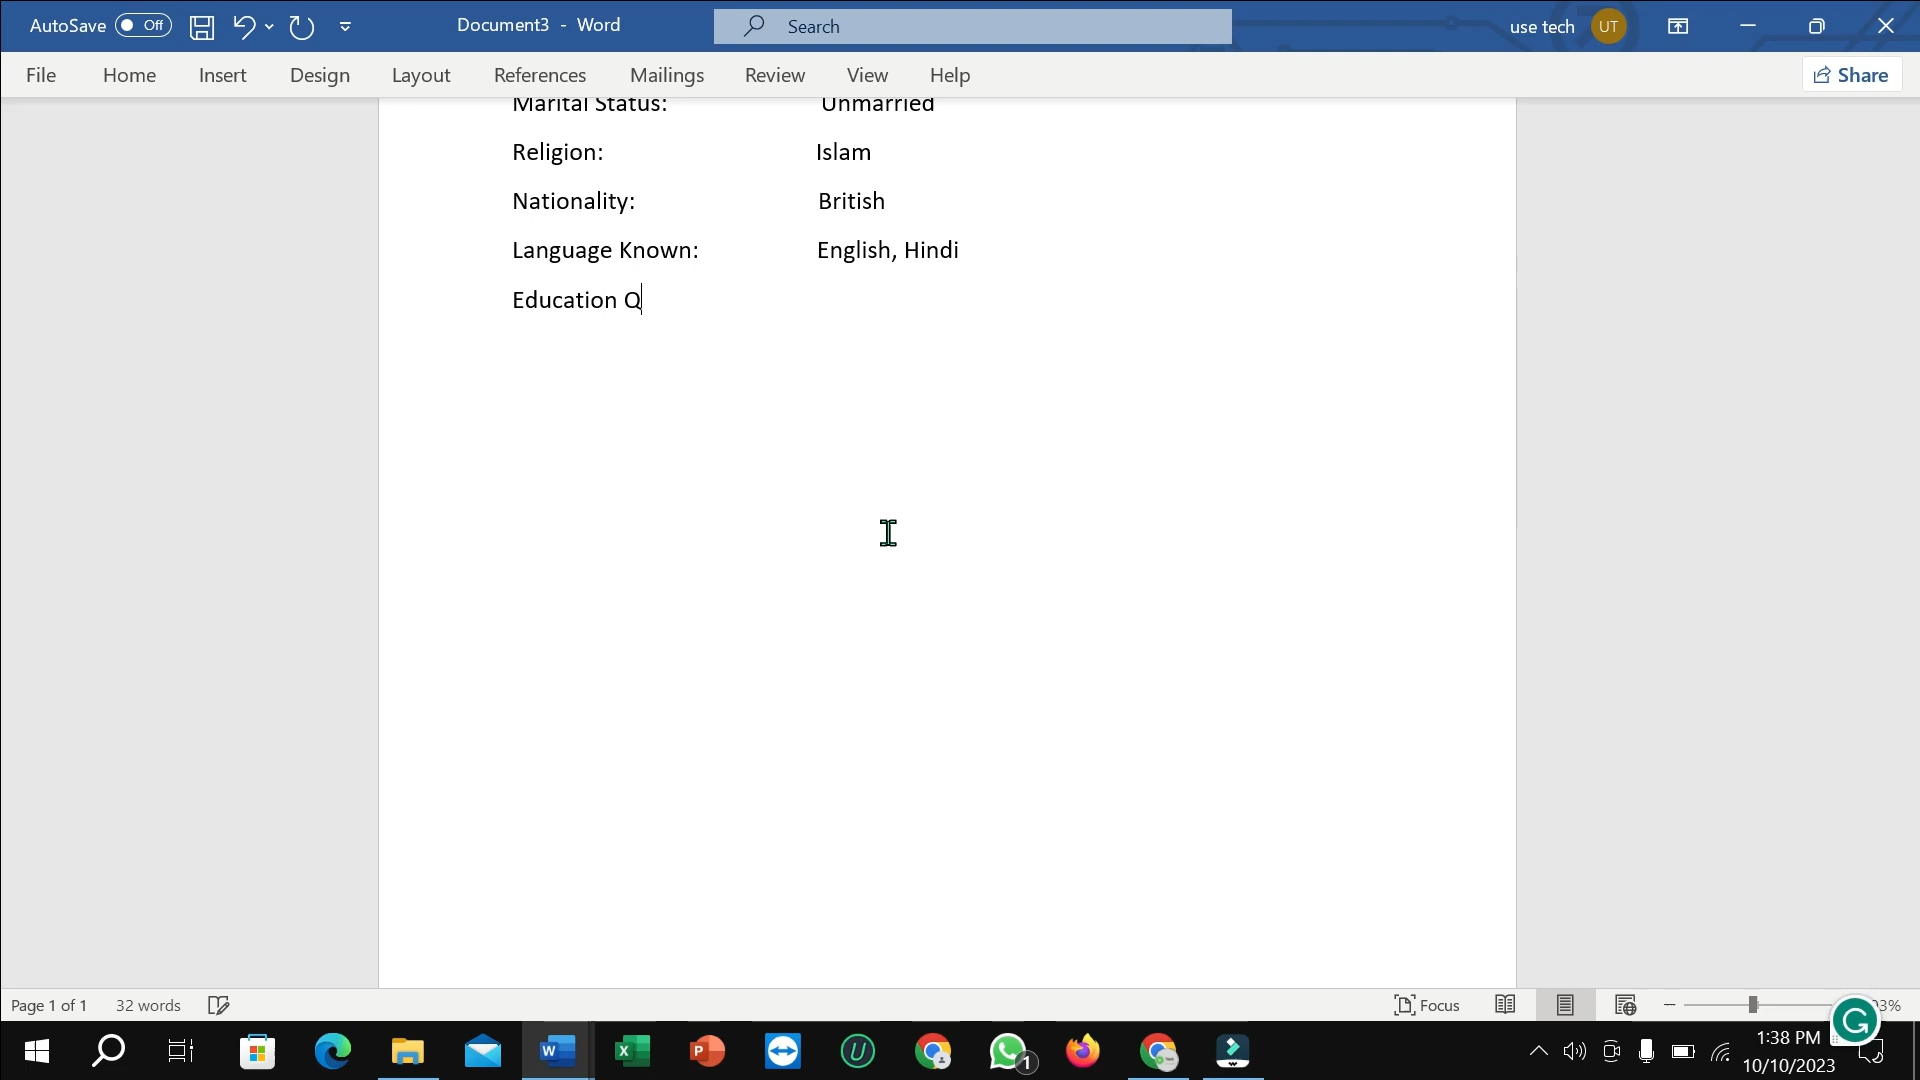 AutoSave Off Document3 - Word Search use tech UT
File Home Insert Design Layout References Mailings Review View Help Share
Marital Status: Unmarried
Religion: Islam
Nationality: British
Language Known: English, Hindi
Education Q
Page 1 of 1 32 words Focus 93%
W X P U 1 G
1:38 PM
10/10/2023